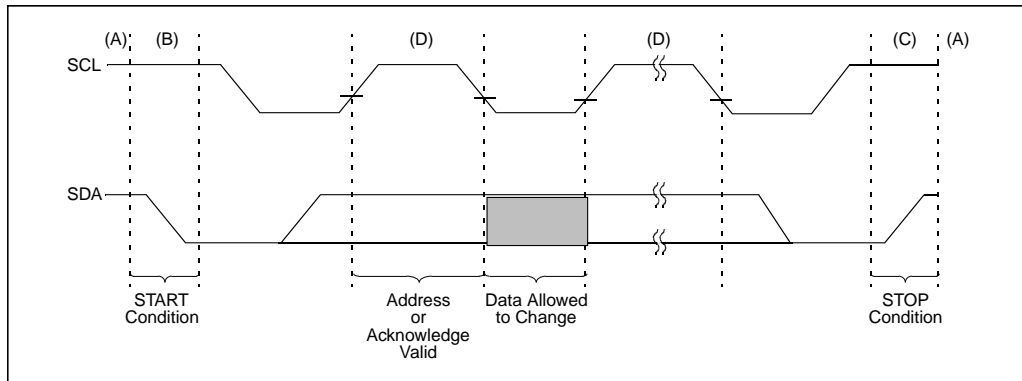 (A) (B) (D) (D) (C) (A)
SCL
SDA
START
Condition
Address
or
Acknowledge
Valid
Data Allowed
to Change
STOP
Condition